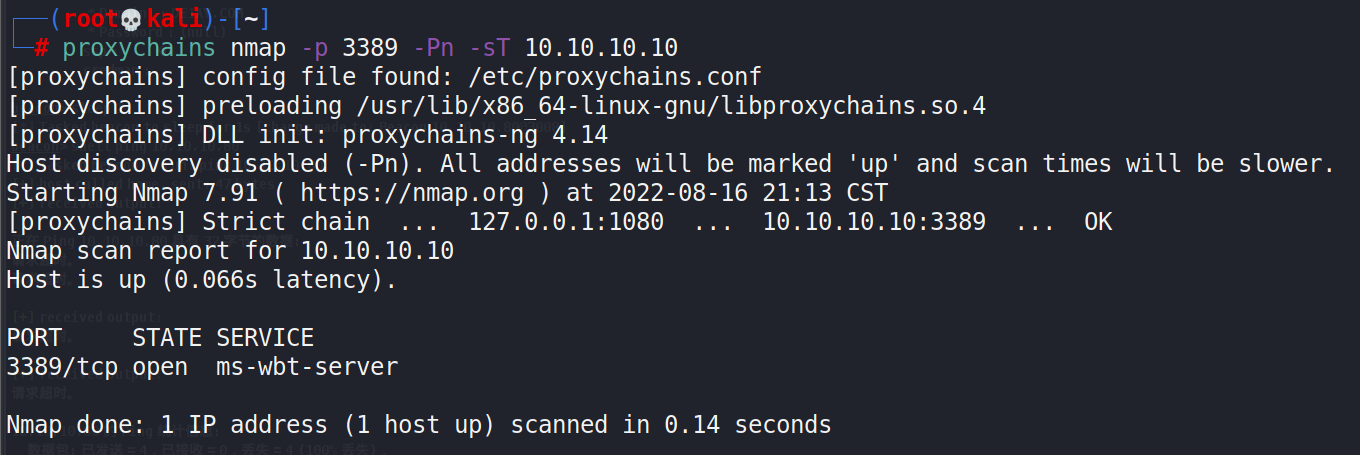 ┌──(root💀kali)-[~]
└─# proxychains nmap -p 3389 -Pn -sT 10.10.10.10
[proxychains] config file found: /etc/proxychains.conf
[proxychains] preloading /usr/lib/x86_64-linux-gnu/libproxychains.so.4
[proxychains] DLL init: proxychains-ng 4.14
Host discovery disabled (-Pn). All addresses will be marked 'up' and scan times will be slower.
Starting Nmap 7.91 ( https://nmap.org ) at 2022-08-16 21:13 CST
[proxychains] Strict chain  ...  127.0.0.1:1080  ...  10.10.10.10:3389  ...  OK
Nmap scan report for 10.10.10.10
Host is up (0.066s latency).
[+] received output:
PORT     STATE SERVICE
3389/tcp open  ms-wbt-server
请求超时。
Nmap done: 1 IP address (1 host up) scanned in 0.14 seconds